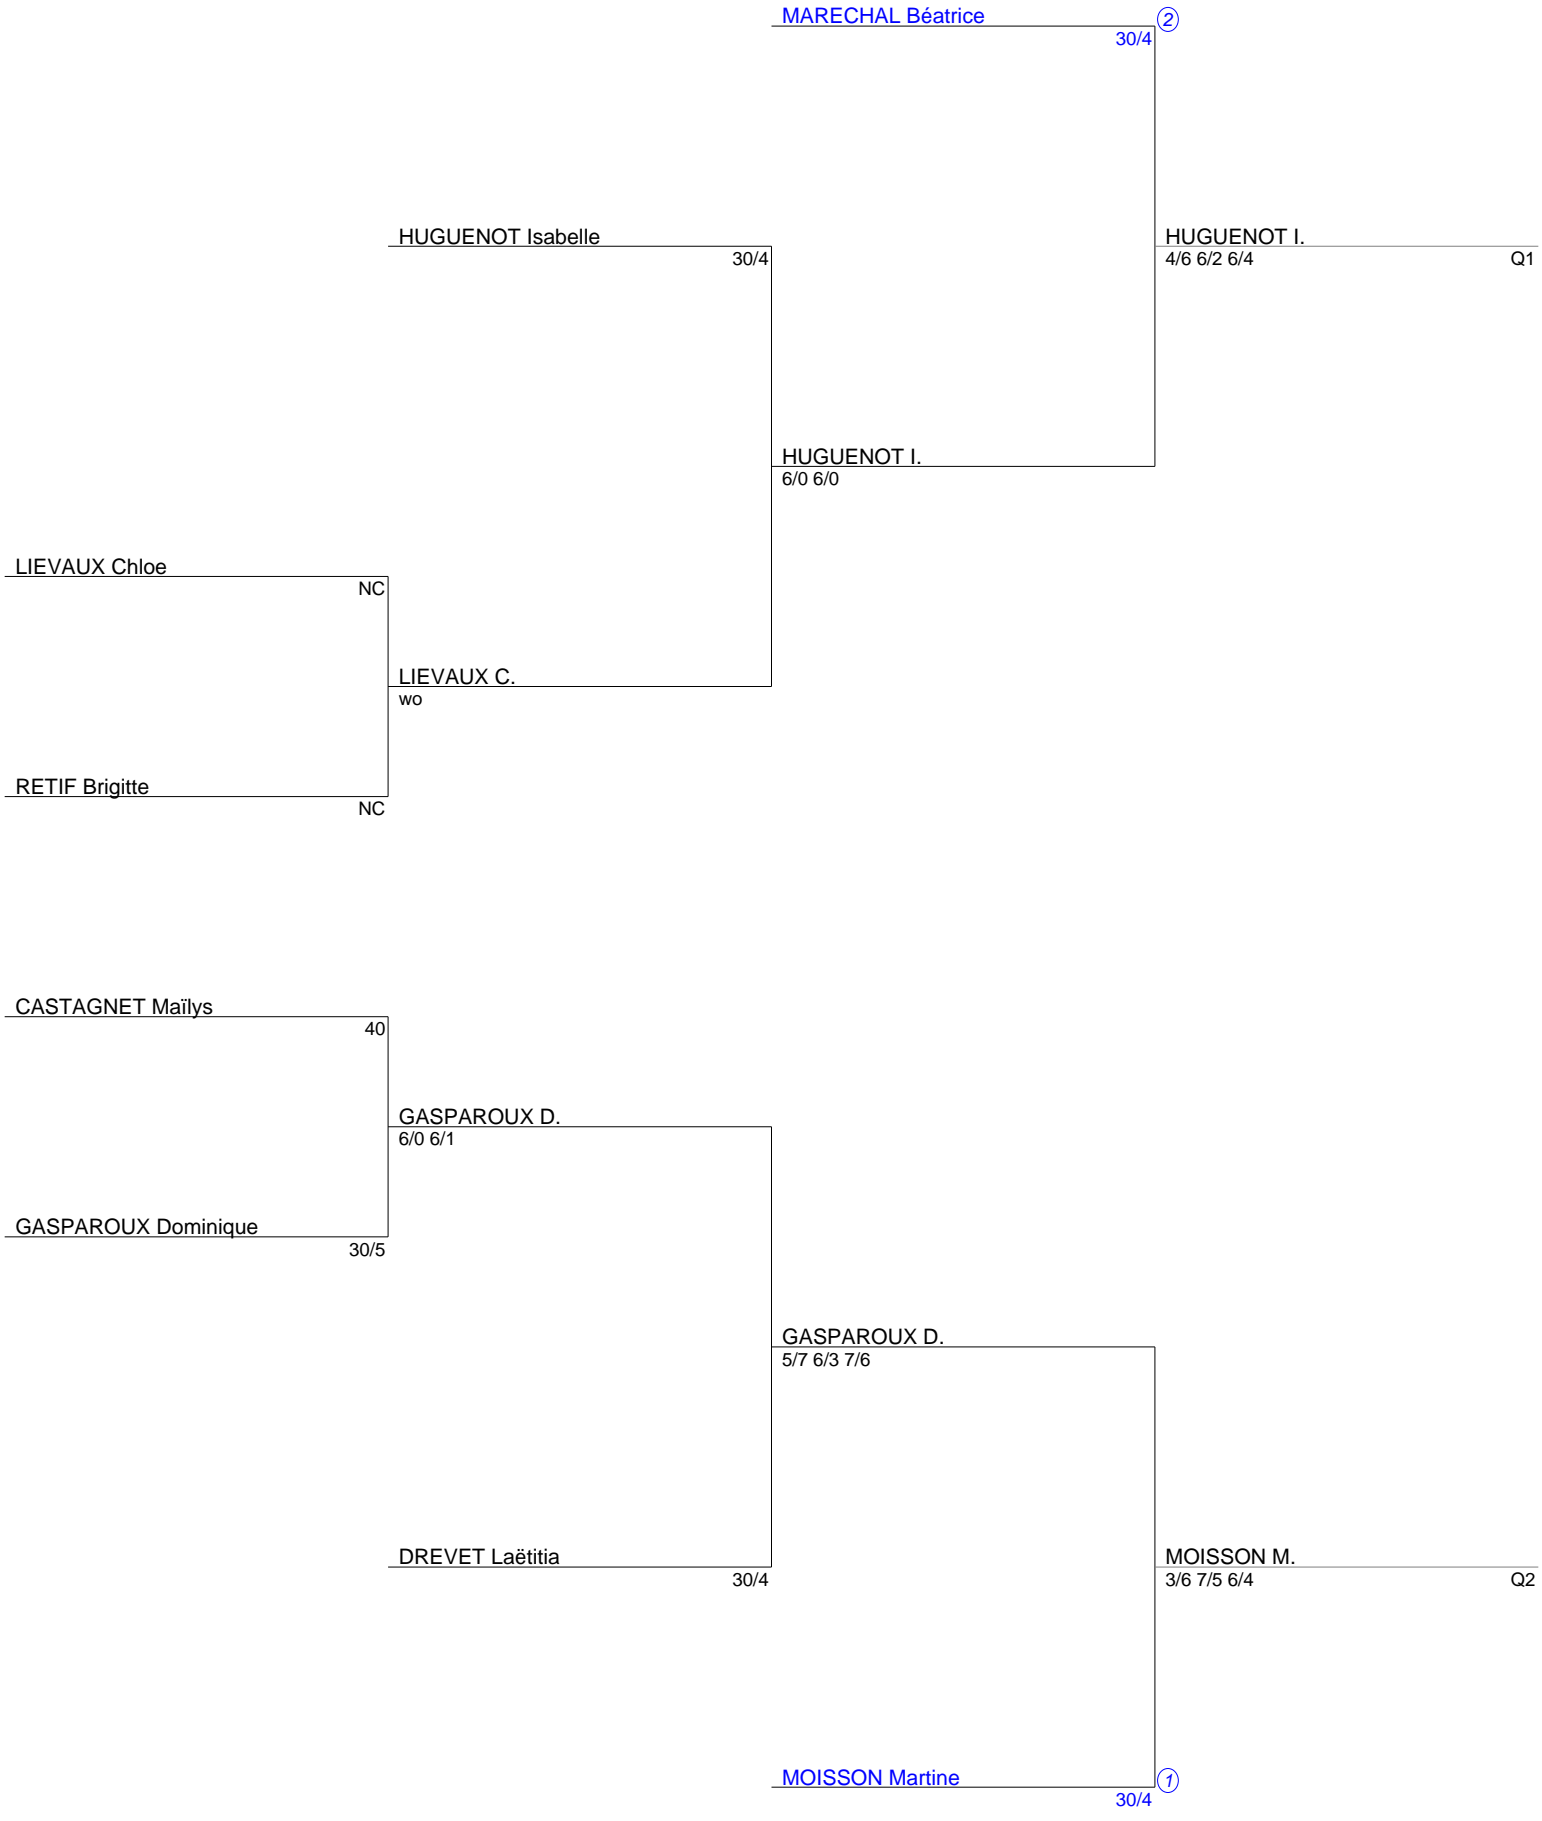 MARECHAL Béatrice
2
30/4
HUGUENOT Isabelle
30/4
HUGUENOT I.
4/6 6/2 6/4
Q1
HUGUENOT I.
6/0 6/0
LIEVAUX Chloe
NC
LIEVAUX C.
wo
RETIF Brigitte
NC
CASTAGNET Maïlys
40
GASPAROUX D.
6/0 6/1
GASPAROUX Dominique
30/5
GASPAROUX D.
5/7 6/3 7/6
DREVET Laëtitia
30/4
MOISSON M.
3/6 7/5 6/4
Q2
MOISSON Martine
1
30/4